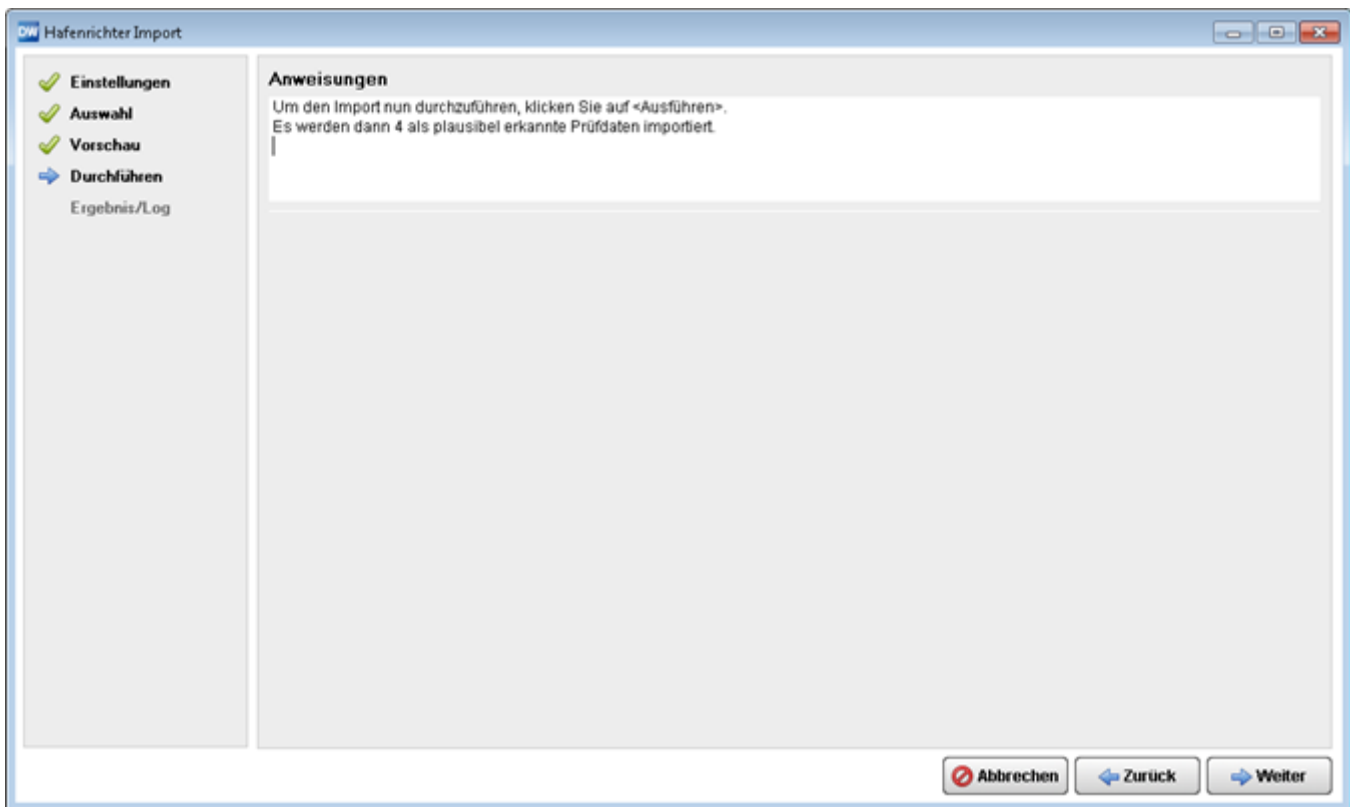 DW Hafenrichter Import
Einstellungen
Auswahl
Vorschau
Durchführen
Ergebnis/Log
Anweisungen
Um den Import nun durchzuführen, klicken Sie auf <Ausführen>.
Es werden dann 4 als plausibel erkannte Prüfdaten importiert.
Abbrechen
Zurück
Weiter